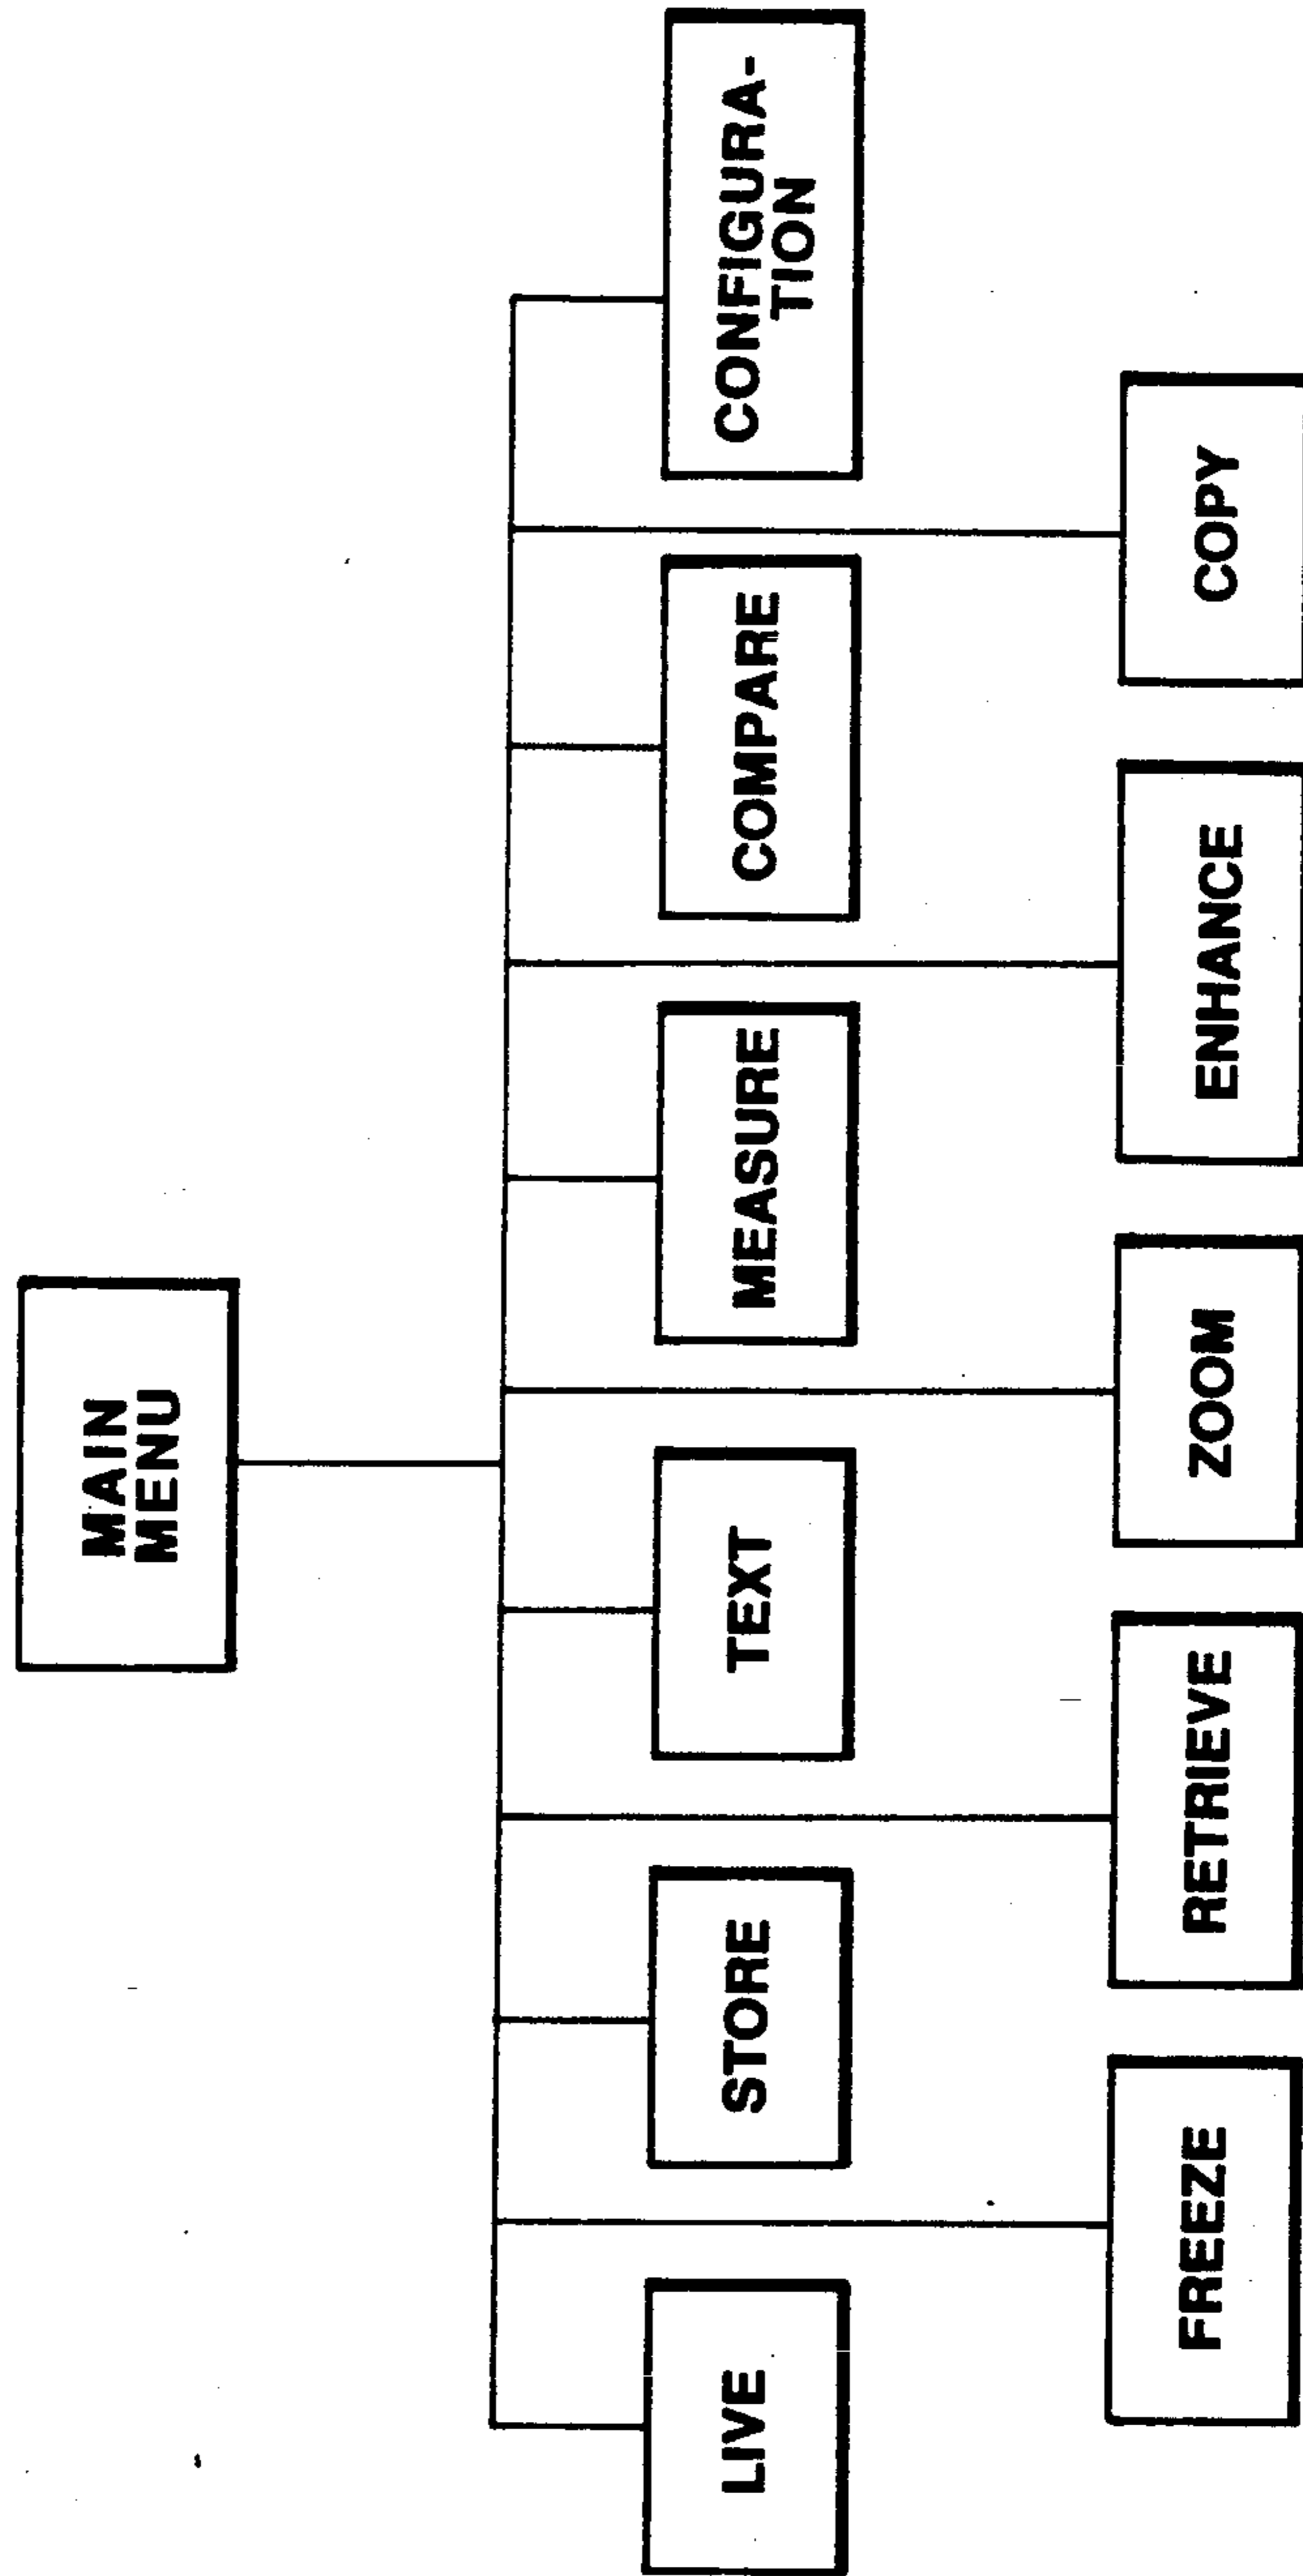 MAIN
MENU
LIVE
STORE
TEXT
MEASURE
COMPARE
CONFIGURA-
TION
FREEZE
RETRIEVE
ZOOM
ENHANCE
COPY